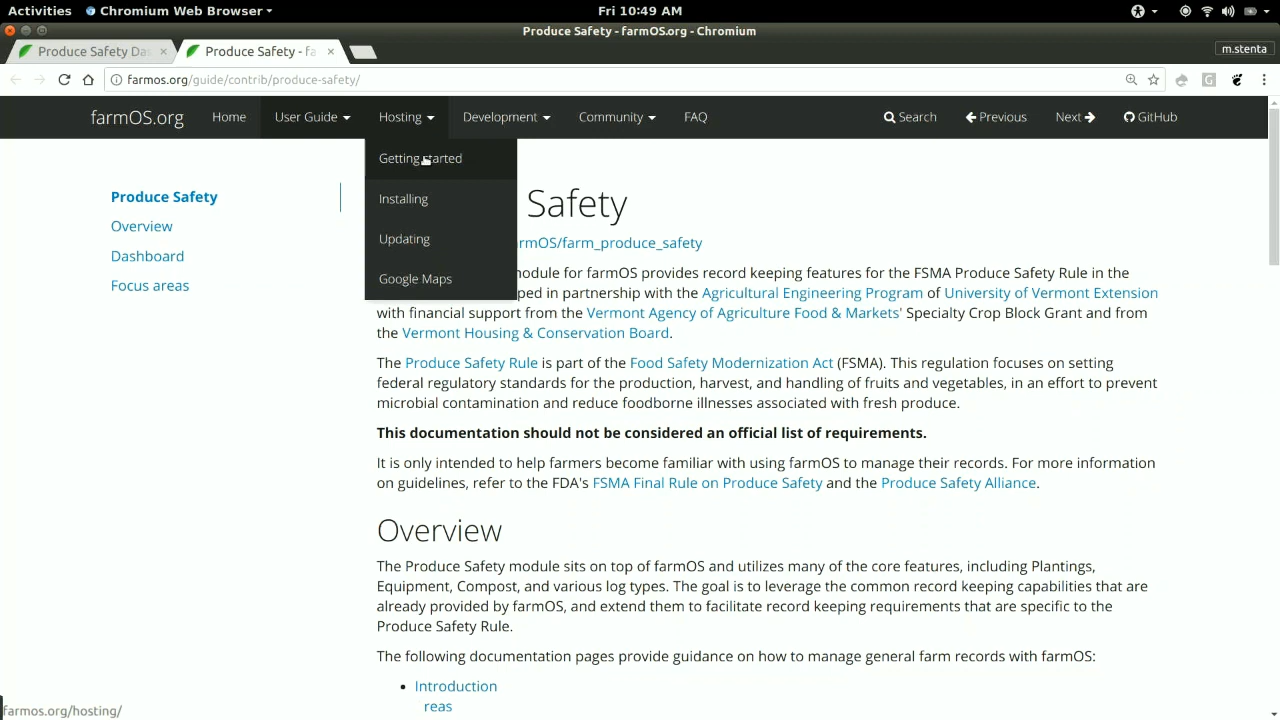 Activities Chromium Web Browser Fri 10:49 AM
Produce Safety - farmOS.org - Chromium
Produce Safety Da Produce Safety - fa m.stenta
farmos.org/guide/contrib/produce-safety/
farmOS.org Home User Guide Hosting Development Community FAQ Search Previous Next GitHub
Getting started
Installing
Updating
Google Maps
Produce Safety
Overview
Dashboard
Focus areas
Safety
rmOS/farm_produce_safety
module for farmOS provides record keeping features for the FSMA Produce Safety Rule in the
ped in partnership with the Agricultural Engineering Program of University of Vermont Extension
with financial support from the Vermont Agency of Agriculture Food & Markets' Specialty Crop Block Grant and from
the Vermont Housing & Conservation Board.
The Produce Safety Rule is part of the Food Safety Modernization Act (FSMA). This regulation focuses on setting
federal regulatory standards for the production, harvest, and handling of fruits and vegetables, in an effort to prevent
microbial contamination and reduce foodborne illnesses associated with fresh produce.
This documentation should not be considered an official list of requirements.
It is only intended to help farmers become familiar with using farmOS to manage their records. For more information
on guidelines, refer to the FDA's FSMA Final Rule on Produce Safety and the Produce Safety Alliance.
Overview
The Produce Safety module sits on top of farmOS and utilizes many of the core features, including Plantings,
Equipment, Compost, and various log types. The goal is to leverage the common record keeping capabilities that are
already provided by farmOS, and extend them to facilitate record keeping requirements that are specific to the
Produce Safety Rule.
The following documentation pages provide guidance on how to manage general farm records with farmOS:
Introduction
reas
farmos.org/hosting/